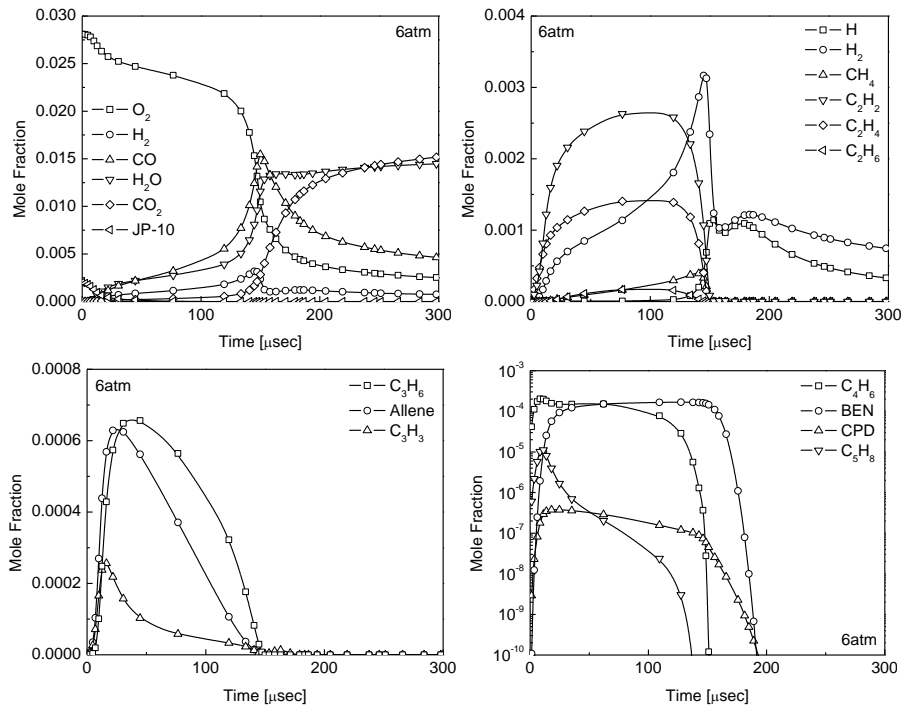 0.030
0.025
0.020
0.015
0.010
0.005
0.000
Mole Fraction
6atm
O₂
H₂
CO
H₂O
CO₂
JP-10
0 100 200 300
Time [μsec]
0.004
0.003
0.002
0.001
0.000
Mole Fraction
6atm
H
H₂
CH₄
C₂H₂
C₂H₄
C₂H₆
0 100 200 300
Time [μsec]
0.0008
0.0006
0.0004
0.0002
0.0000
Mole Fraction
6atm
C₃H₆
Allene
C₃H₃
0 100 200 300
Time [μsec]
10⁻³
10⁻⁴
10⁻⁵
10⁻⁶
10⁻⁷
10⁻⁸
10⁻⁹
10⁻¹⁰
Mole Fraction
C₄H₆
BEN
CPD
C₅H₈
6atm
0 100 200 300
Time [μsec]